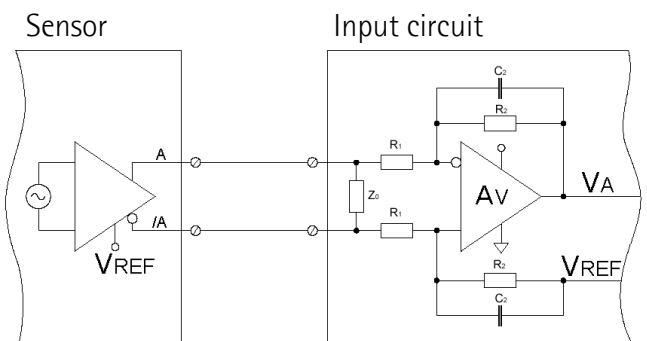 Sensor Input circuit
C2
R2
A R1
Z0 AV VA
/A R1
VREF R2 VREF
C2